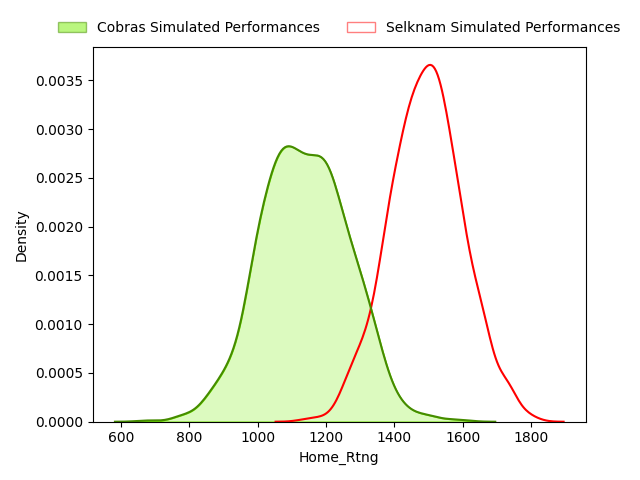 Cobras Simulated Performances Selknam Simulated Performances
0.0035
0.0030
0.0025
0.0020
0.0015
0.0010
0.0005
0.0000
Density
600 800 1000 1200 1400 1600 1800
Home_Rtng